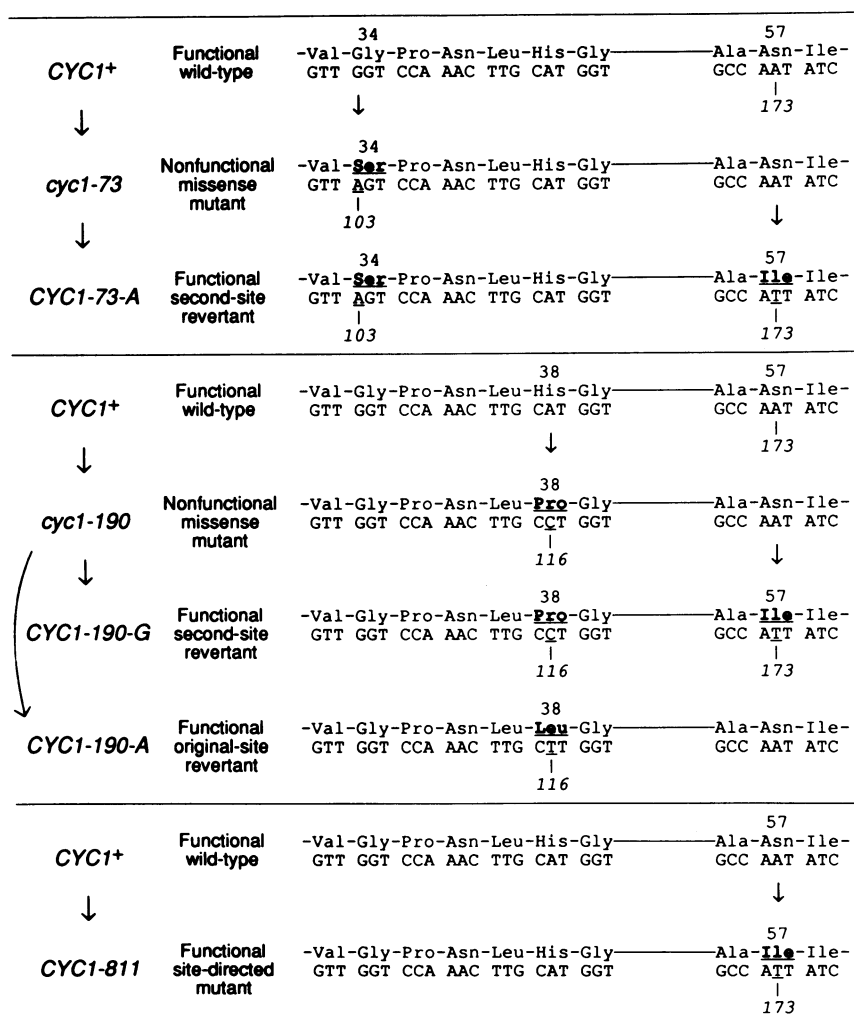 34 57
CYC1+ Functional wild-type -Val-Gly-Pro-Asn-Leu-His-Gly Ala-Asn-Ile-
GTT GGT CCA AAC TTG CAT GGT GCC AAT ATC
173
34 57
cyc1-73 Nonfunctional missense mutant -Val-Ser-Pro-Asn-Leu-His-Gly Ala-Asn-Ile-
GTT AGT CCA AAC TTG CAT GGT GCC AAT ATC
103
34 57
CYC1-73-A Functional second-site revertant -Val-Ser-Pro-Asn-Leu-His-Gly Ala-Ile-Ile-
GTT AGT CCA AAC TTG CAT GGT GCC ATT ATC
103 173
38 57
CYC1+ Functional wild-type -Val-Gly-Pro-Asn-Leu-His-Gly Ala-Asn-Ile-
GTT GGT CCA AAC TTG CAT GGT GCC AAT ATC
173
38
cyc1-190 Nonfunctional missense mutant -Val-Gly-Pro-Asn-Leu-Pro-Gly Ala-Asn-Ile-
GTT GGT CCA AAC TTG CCT GGT GCC AAT ATC
116
38 57
CYC1-190-G Functional second-site revertant -Val-Gly-Pro-Asn-Leu-Pro-Gly Ala-Ile-Ile-
GTT GGT CCA AAC TTG CCT GGT GCC ATT ATC
116 173
38
CYC1-190-A Functional original-site revertant -Val-Gly-Pro-Asn-Leu-Leu-Gly Ala-Asn-Ile-
GTT GGT CCA AAC TTG CTT GGT GCC AAT ATC
116
57
CYC1+ Functional wild-type -Val-Gly-Pro-Asn-Leu-His-Gly Ala-Asn-Ile-
GTT GGT CCA AAC TTG CAT GGT GCC AAT ATC
57
CYC1-811 Functional site-directed mutant -Val-Gly-Pro-Asn-Leu-His-Gly Ala-Ile-Ile-
GTT GGT CCA AAC TTG CAT GGT GCC ATT ATC
173